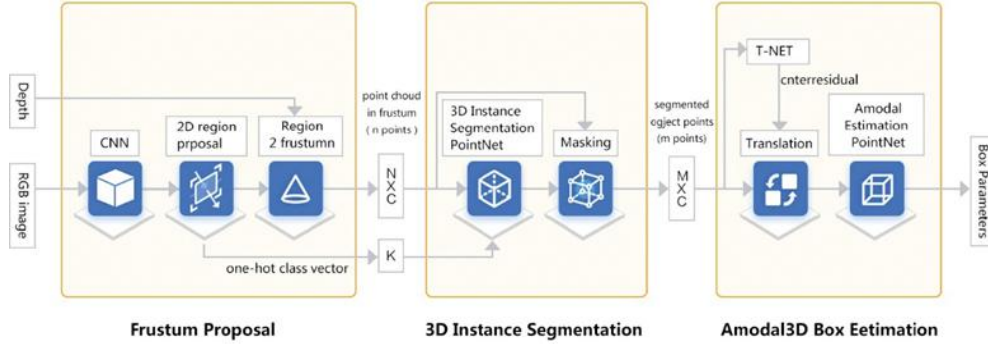 Depth
RGB image
CNN
2D region
prposal
Region
2 frustumn
one-hot class vector
Frustum Proposal
point choud
in frustum
( n points )
N
X
C
K
3D Instance
Segmentation
PointNet
Masking
3D Instance Segmentation
segmented
ogject points
(m points)
M
X
C
T-NET
cnterresidual
Translation
Amodal
Estimation
PointNet
Amodal3D Box Eetimation
Box Parameters